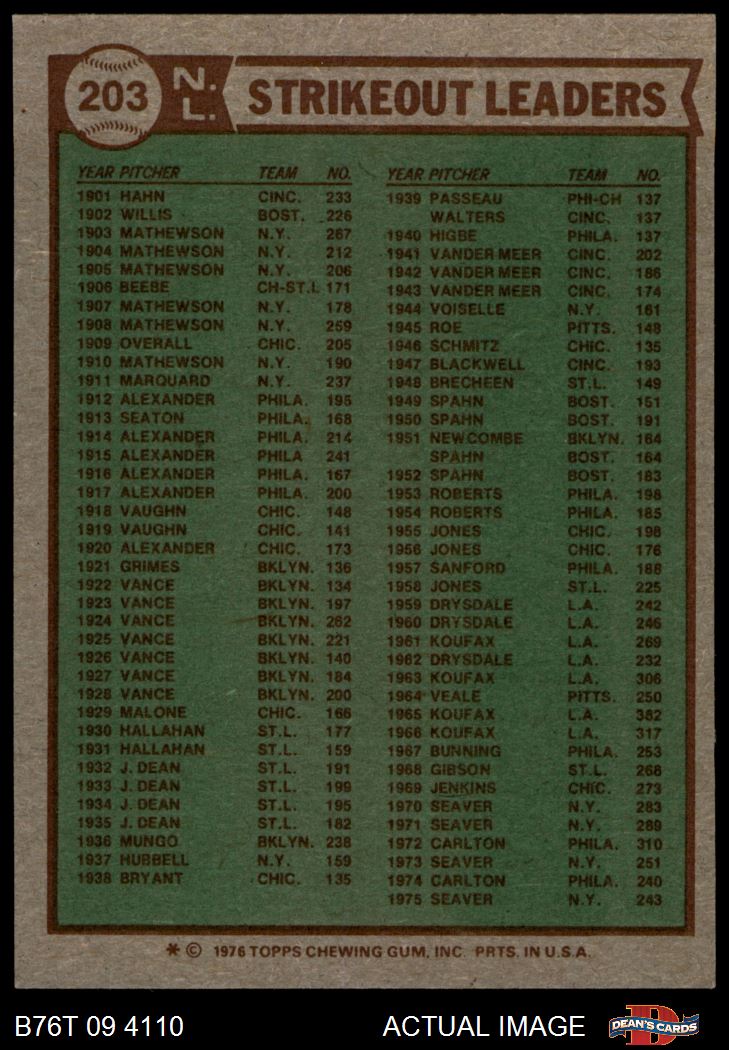 203 N.L. STRIKEOUT LEADERS
YEAR PITCHER TEAM NO.
1901 HAHN CINC. 233
1902 WILLIS BOST. 226
1903 MATHEWSON N.Y. 267
1904 MATHEWSON N.Y. 212
1905 MATHEWSON N.Y. 206
1906 BEEBE CH-ST.L 171
1907 MATHEWSON N.Y. 178
1908 MATHEWSON N.Y. 259
1909 OVERALL CHIC. 205
1910 MATHEWSON N.Y. 190
1911 MARQUARD N.Y. 237
1912 ALEXANDER PHILA. 195
1913 SEATON PHILA. 168
1914 ALEXANDER PHILA. 214
1915 ALEXANDER PHILA 241
1916 ALEXANDER PHILA. 167
1917 ALEXANDER PHILA. 200
1918 VAUGHN CHIC. 148
1919 VAUGHN CHIC. 141
1920 ALEXANDER CHIC. 173
1921 GRIMES BKLYN. 136
1922 VANCE BKLYN. 134
1923 VANCE BKLYN. 197
1924 VANCE BKLYN. 262
1925 VANCE BKLYN. 221
1926 VANCE BKLYN. 140
1927 VANCE BKLYN. 184
1928 VANCE BKLYN. 200
1929 MALONE CHIC. 166
1930 HALLAHAN ST.L. 177
1931 HALLAHAN ST.L. 159
1932 J. DEAN ST.L. 191
1933 J. DEAN ST.L. 199
1934 J. DEAN ST.L. 195
1935 J. DEAN ST.L. 182
1936 MUNGO BKLYN. 238
1937 HUBBELL N.Y. 159
1938 BRYANT CHIC. 135
YEAR PITCHER TEAM NO.
1939 PASSEAU PHI-CH 137
WALTERS CINC. 137
1940 HIGBE PHILA. 137
1941 VANDER MEER CINC. 202
1942 VANDER MEER CINC. 186
1943 VANDER MEER CINC. 174
1944 VOISELLE N.Y. 161
1945 ROE PITTS. 148
1946 SCHMITZ CHIC. 135
1947 BLACKWELL CINC. 193
1948 BRECHEEN ST.L. 149
1949 SPAHN BOST. 151
1950 SPAHN BOST. 191
1951 NEWCOMBE BKLYN. 164
SPAHN BOST. 164
1952 SPAHN BOST. 183
1953 ROBERTS PHILA. 198
1954 ROBERTS PHILA. 185
1955 JONES CHIC. 198
1956 JONES CHIC. 176
1957 SANFORD PHILA. 188
1958 JONES ST.L. 225
1959 DRYSDALE L.A. 242
1960 DRYSDALE L.A. 246
1961 KOUFAX L.A. 269
1962 DRYSDALE L.A. 232
1963 KOUFAX L.A. 306
1964 VEALE PITTS. 250
1965 KOUFAX L.A. 382
1966 KOUFAX L.A. 317
1967 BUNNING PHILA. 253
1968 GIBSON ST.L. 268
1969 JENKINS CHIC. 273
1970 SEAVER N.Y. 283
1971 SEAVER N.Y. 289
1972 CARLTON PHILA. 310
1973 SEAVER N.Y. 251
1974 CARLTON PHILA. 240
1975 SEAVER N.Y. 243
* © 1976 TOPPS CHEWING GUM, INC. PRTS. IN U.S.A.
B76T 09 4110 ACTUAL IMAGE D DEAN'S CARDS